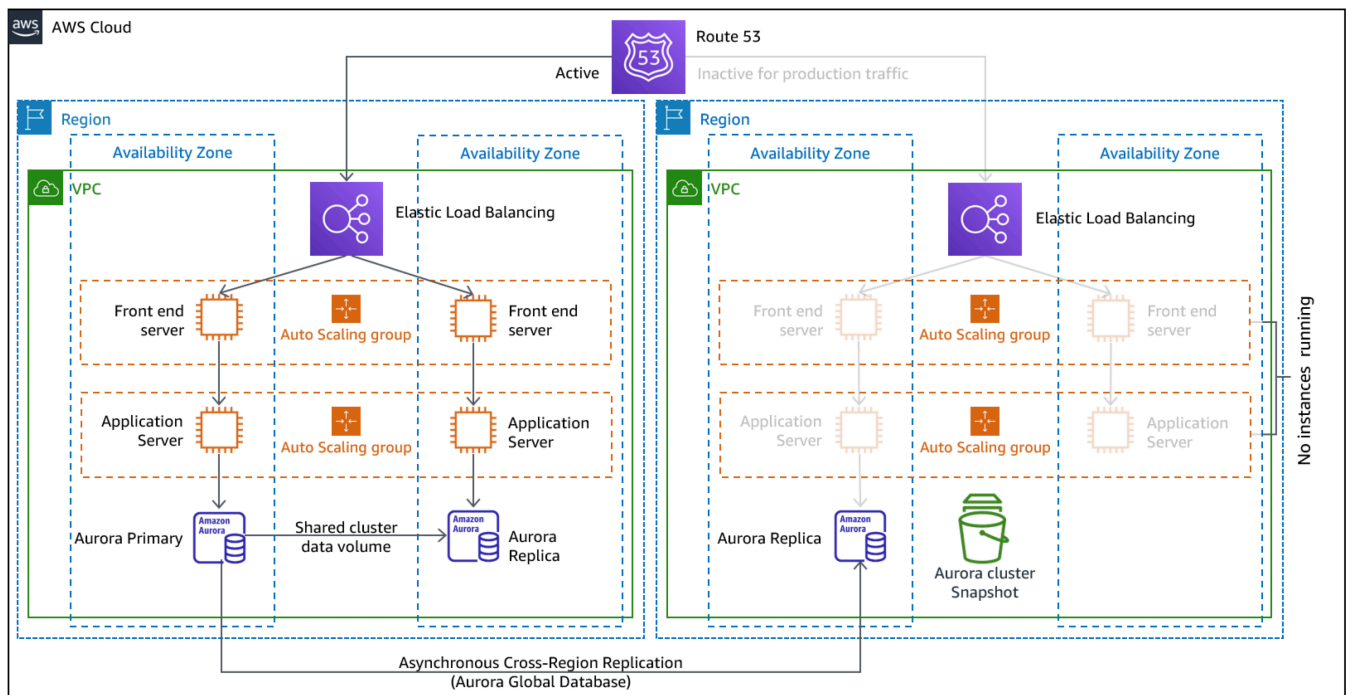 aws
AWS Cloud
Route 53
53
Active
Inactive for production traffic
Region
Availability Zone
Availability Zone
VPC
Elastic Load Balancing
Front end
server
Auto Scaling group
Front end
server
Application
Server
Auto Scaling group
Application
Server
Aurora Primary
Amazon
Aurora
Shared cluster
data volume
Amazon
Aurora
Aurora
Replica
Region
Availability Zone
Availability Zone
VPC
Elastic Load Balancing
Front end
server
Auto Scaling group
Front end
server
Application
Server
Auto Scaling group
Application
Server
No instances running
Aurora Replica
Amazon
Aurora
Aurora cluster
Snapshot
Asynchronous Cross-Region Replication
(Aurora Global Database)